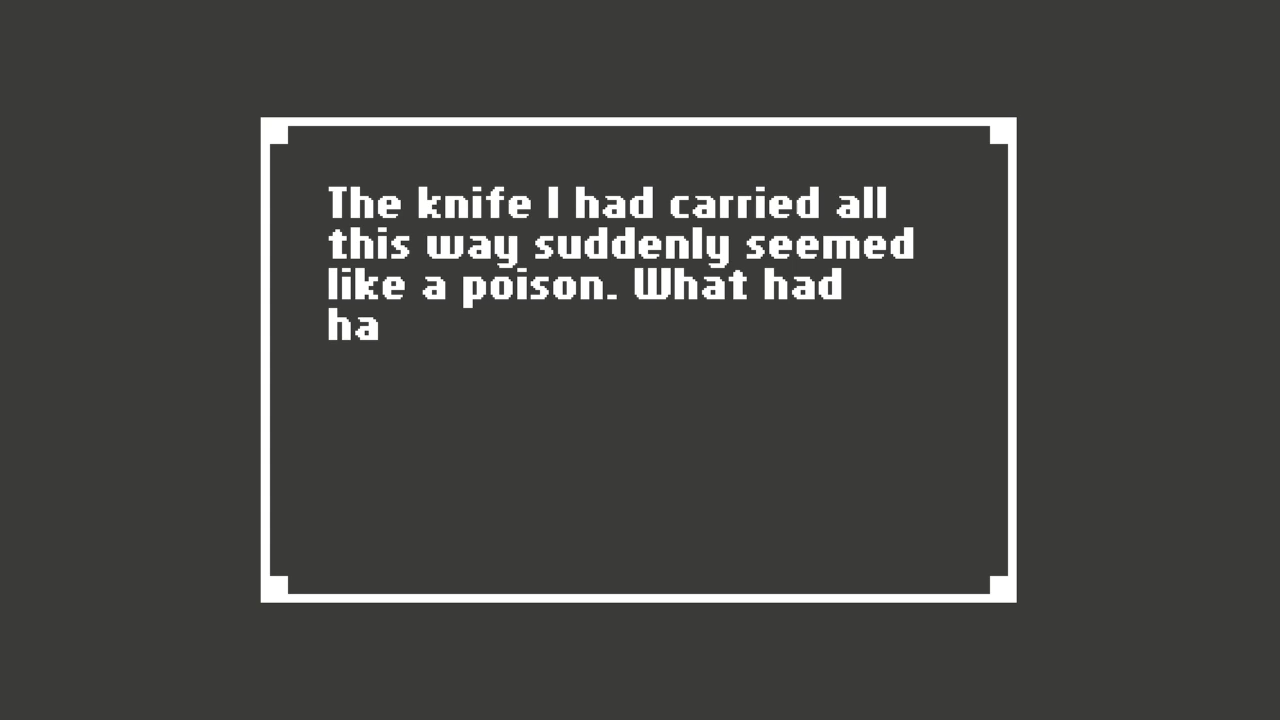 The knife I had carried all
this way suddenly seemed
like a poison. What had
ha